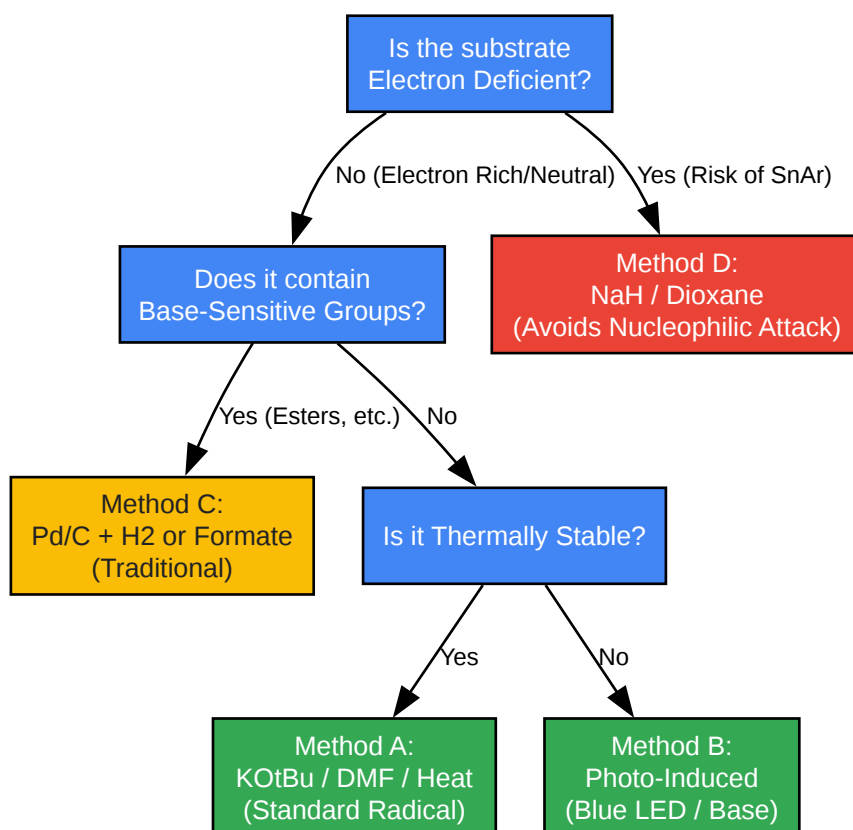 Is the substrate
Electron Deficient?
No (Electron Rich/Neutral)
Yes (Risk of SnAr)
Does it contain
Base-Sensitive Groups?
Method D:
NaH / Dioxane
(Avoids Nucleophilic Attack)
Yes (Esters, etc.)
No
Method C:
Pd/C + H2 or Formate
(Traditional)
Is it Thermally Stable?
Yes
No
Method A:
KOtBu / DMF / Heat
(Standard Radical)
Method B:
Photo-Induced
(Blue LED / Base)